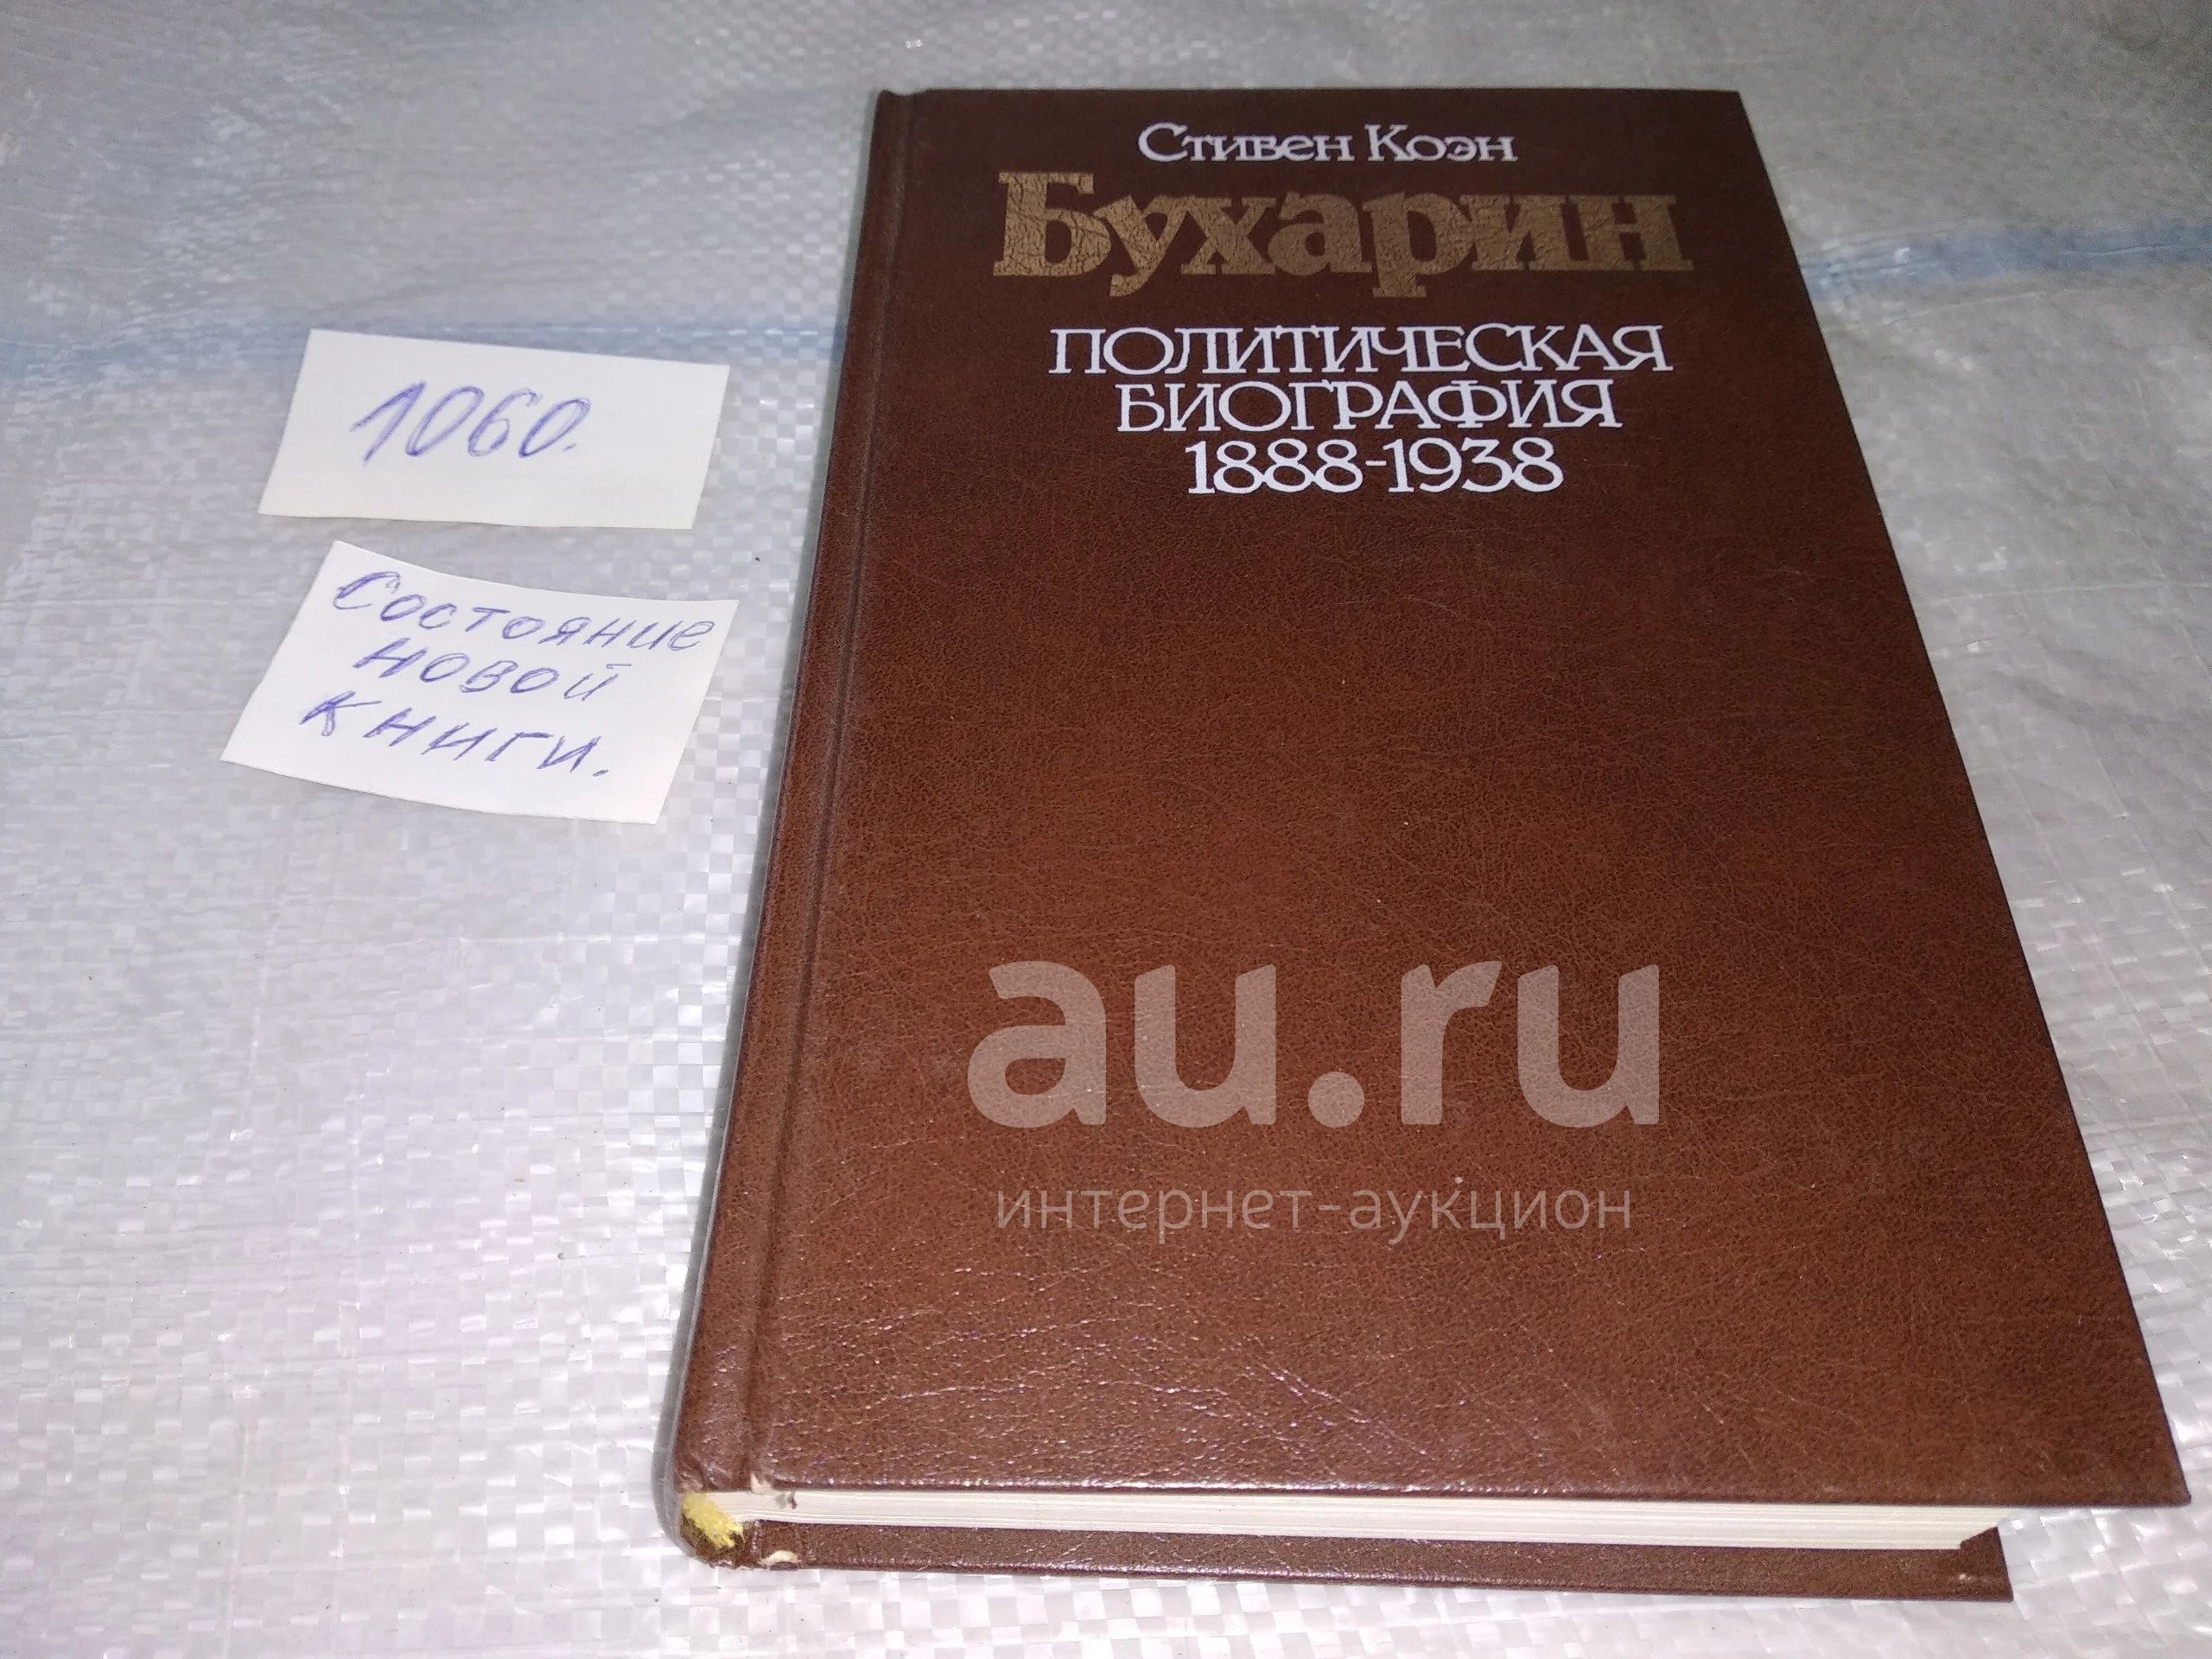 Стивен Коэн
Бухарин
ПОЛИТИЧЕСКАЯ
БИОГРАФИЯ
1888-1938
1060.
Состояние
новой
книги.
au.ru
интернет-аукцион